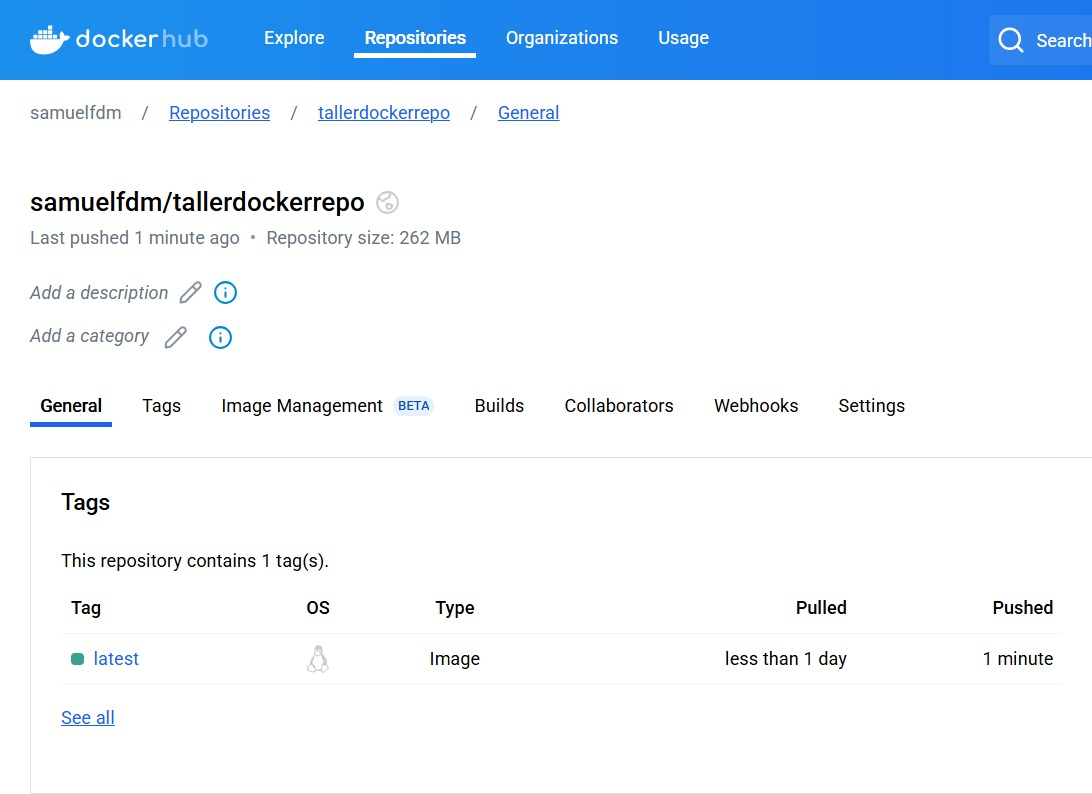 dockerhub Explore Repositories Organizations Usage Search
samuelfdm / Repositories / tallerdockerrepo / General
samuelfdm/tallerdockerrepo
Last pushed 1 minute ago • Repository size: 262 MB
Add a description
Add a category
General Tags Image Management BETA Builds Collaborators Webhooks Settings
Tags
This repository contains 1 tag(s).
Tag OS Type Pulled Pushed
latest Image less than 1 day 1 minute
See all